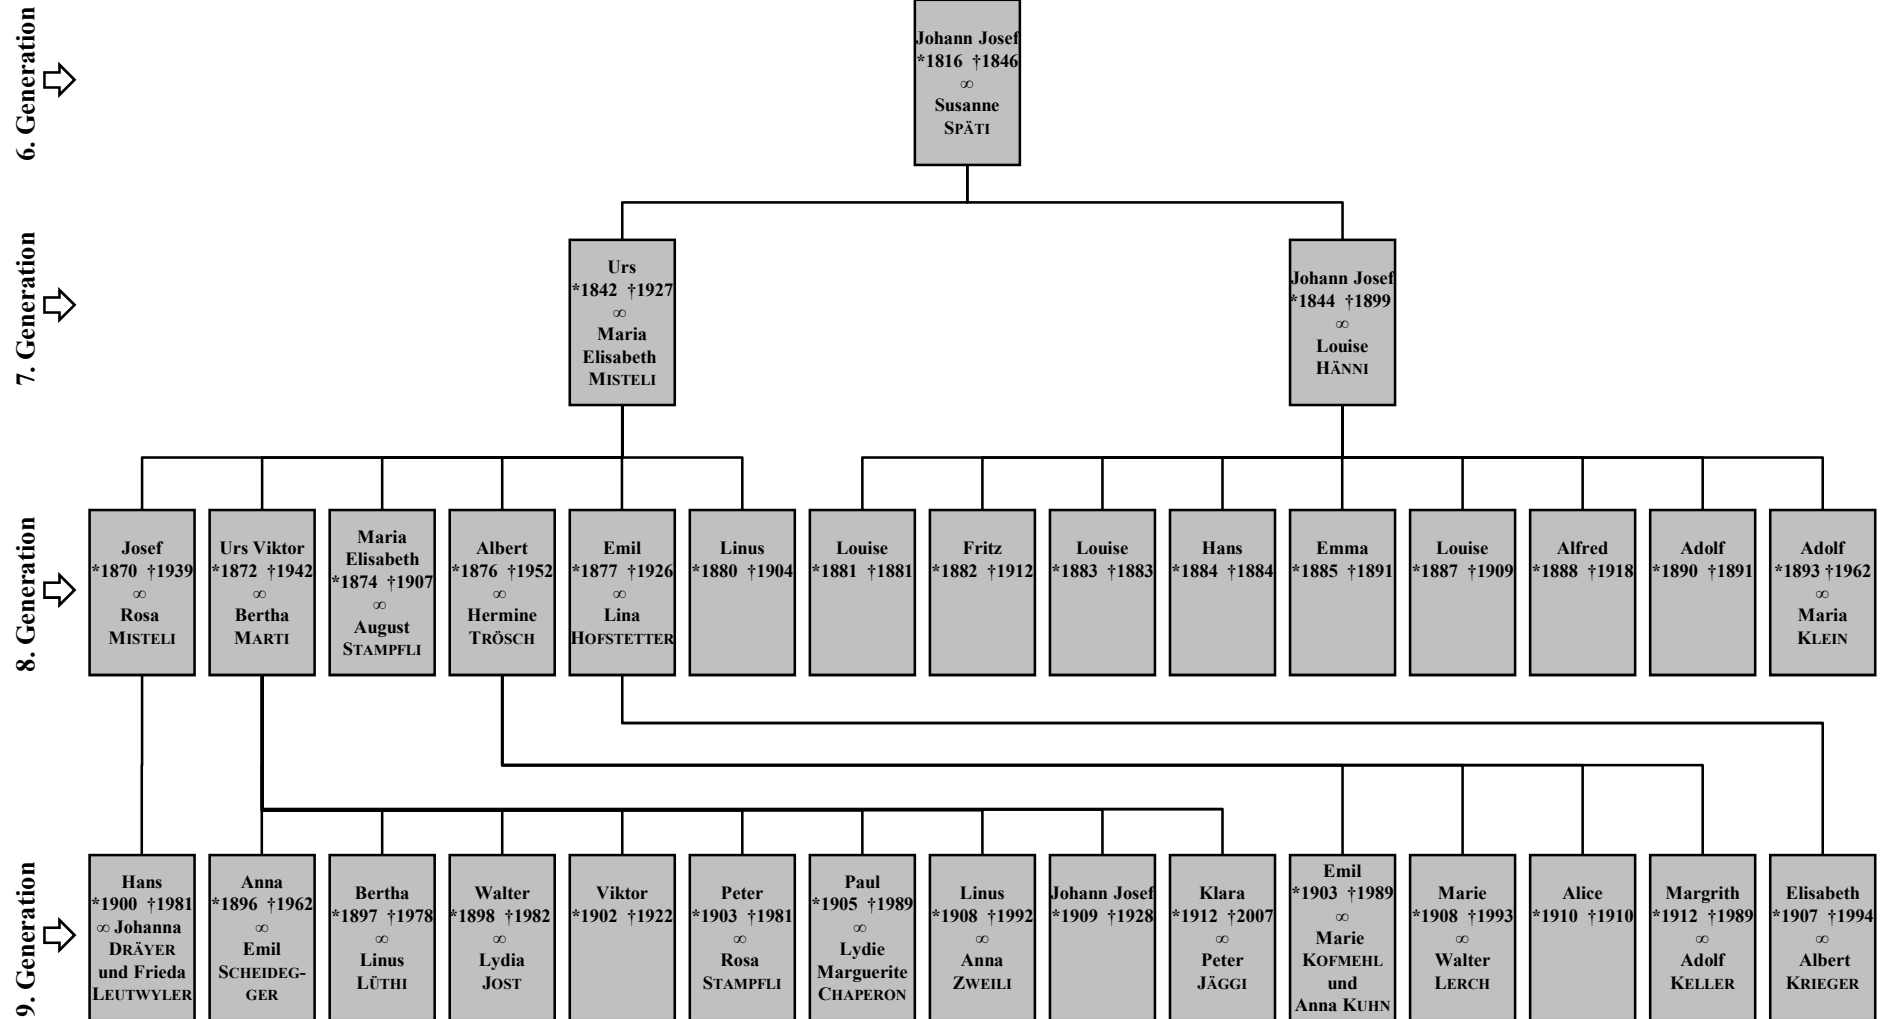 6. Generation
Johann Josef
*1816 †1846
∞
Susanne
SPÄTI
7. Generation
Urs
*1842 †1927
∞
Maria
Elisabeth
MISTELI
Johann Josef
*1844 †1899
∞
Louise
HÄNNI
8. Generation
Josef
*1870 †1939
∞
Rosa
MISTELI
Urs Viktor
*1872 †1942
∞
Bertha
MARTI
Maria
Elisabeth
*1874 †1907
∞
August
STAMPFLI
Albert
*1876 †1952
∞
Hermine
TRÖSCH
Emil
*1877 †1926
∞
Lina
HOFSTETTER
Linus
*1880 †1904
Louise
*1881 †1881
Fritz
*1882 †1912
Louise
*1883 †1883
Hans
*1884 †1884
Emma
*1885 †1891
Louise
*1887 †1909
Alfred
*1888 †1918
Adolf
*1890 †1891
Adolf
*1893 †1962
∞
Maria
KLEIN
9. Generation
Hans
*1900 †1981
∞ Johanna
DRÄYER
und Frieda
LEUTWYLER
Anna
*1896 †1962
∞
Emil
SCHEIDEG-
GER
Bertha
*1897 †1978
∞
Linus
LÜTHI
Walter
*1898 †1982
∞
Lydia
JOST
Viktor
*1902 †1922
Peter
*1903 †1981
∞
Rosa
STAMPFLI
Paul
*1905 †1989
∞
Lydie
Marguerite
CHAPERON
Linus
*1908 †1992
∞
Anna
ZWEILI
Johann Josef
*1909 †1928
Klara
*1912 †2007
∞
Peter
JÄGGI
Emil
*1903 †1989
∞
Marie
KOFMEHL
und
Anna KUHN
Marie
*1908 †1993
∞
Walter
LERCH
Alice
*1910 †1910
Margrith
*1912 †1989
∞
Adolf
KELLER
Elisabeth
*1907 †1994
∞
Albert
KRIEGER